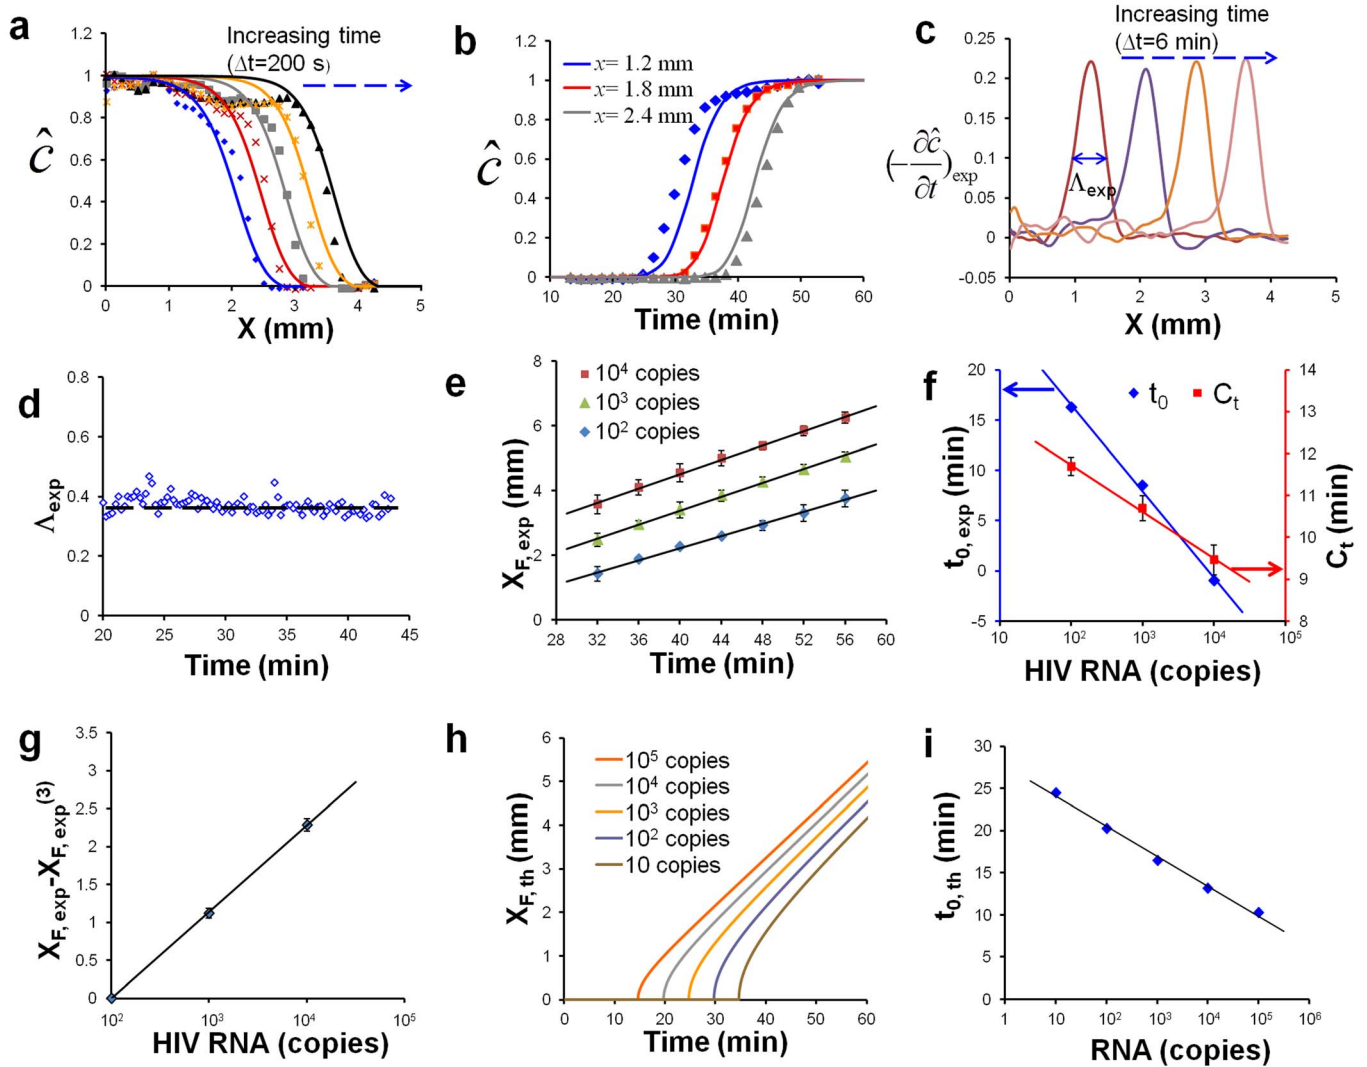 a
Increasing time
(Δt=200 s)
1.2
1
0.8
0.6
0.4
0.2
0
ĉ
0 1 2 3 4 5
X (mm)
b
x= 1.2 mm
x= 1.8 mm
x= 2.4 mm
1.2
1
0.8
0.6
0.4
0.2
0
ĉ
10 20 30 40 50 60
Time (min)
c
Increasing time
(Δt=6 min)
0.25
0.2
0.15
0.1
0.05
0
-0.05
(-∂ĉ/∂t)exp
Λexp
0 1 2 3 4 5
X (mm)
d
0.8
0.6
0.4
0.2
0
Λexp
20 25 30 35 40 45
Time (min)
e
10⁴ copies
10³ copies
10² copies
8
6
4
2
0
XF, exp (mm)
28 32 36 40 44 48 52 56 60
Time (min)
f
t₀ Cₜ
20
15
10
5
0
-5
t0, exp (min)
14
13
12
11
10
9
8
Cₜ (min)
10 10² 10³ 10⁴ 10⁵
HIV RNA (copies)
g
3.5
3
2.5
2
1.5
1
0.5
0
XF, exp-XF, exp(3)
10² 10³ 10⁴ 10⁵
HIV RNA (copies)
h
10⁵ copies
10⁴ copies
10³ copies
10² copies
10 copies
6
5
4
3
2
1
0
XF, th (mm)
0 10 20 30 40 50 60
Time (min)
i
30
25
20
15
10
5
0
t0, th (min)
1 10 10² 10³ 10⁴ 10⁵ 10⁶
RNA (copies)